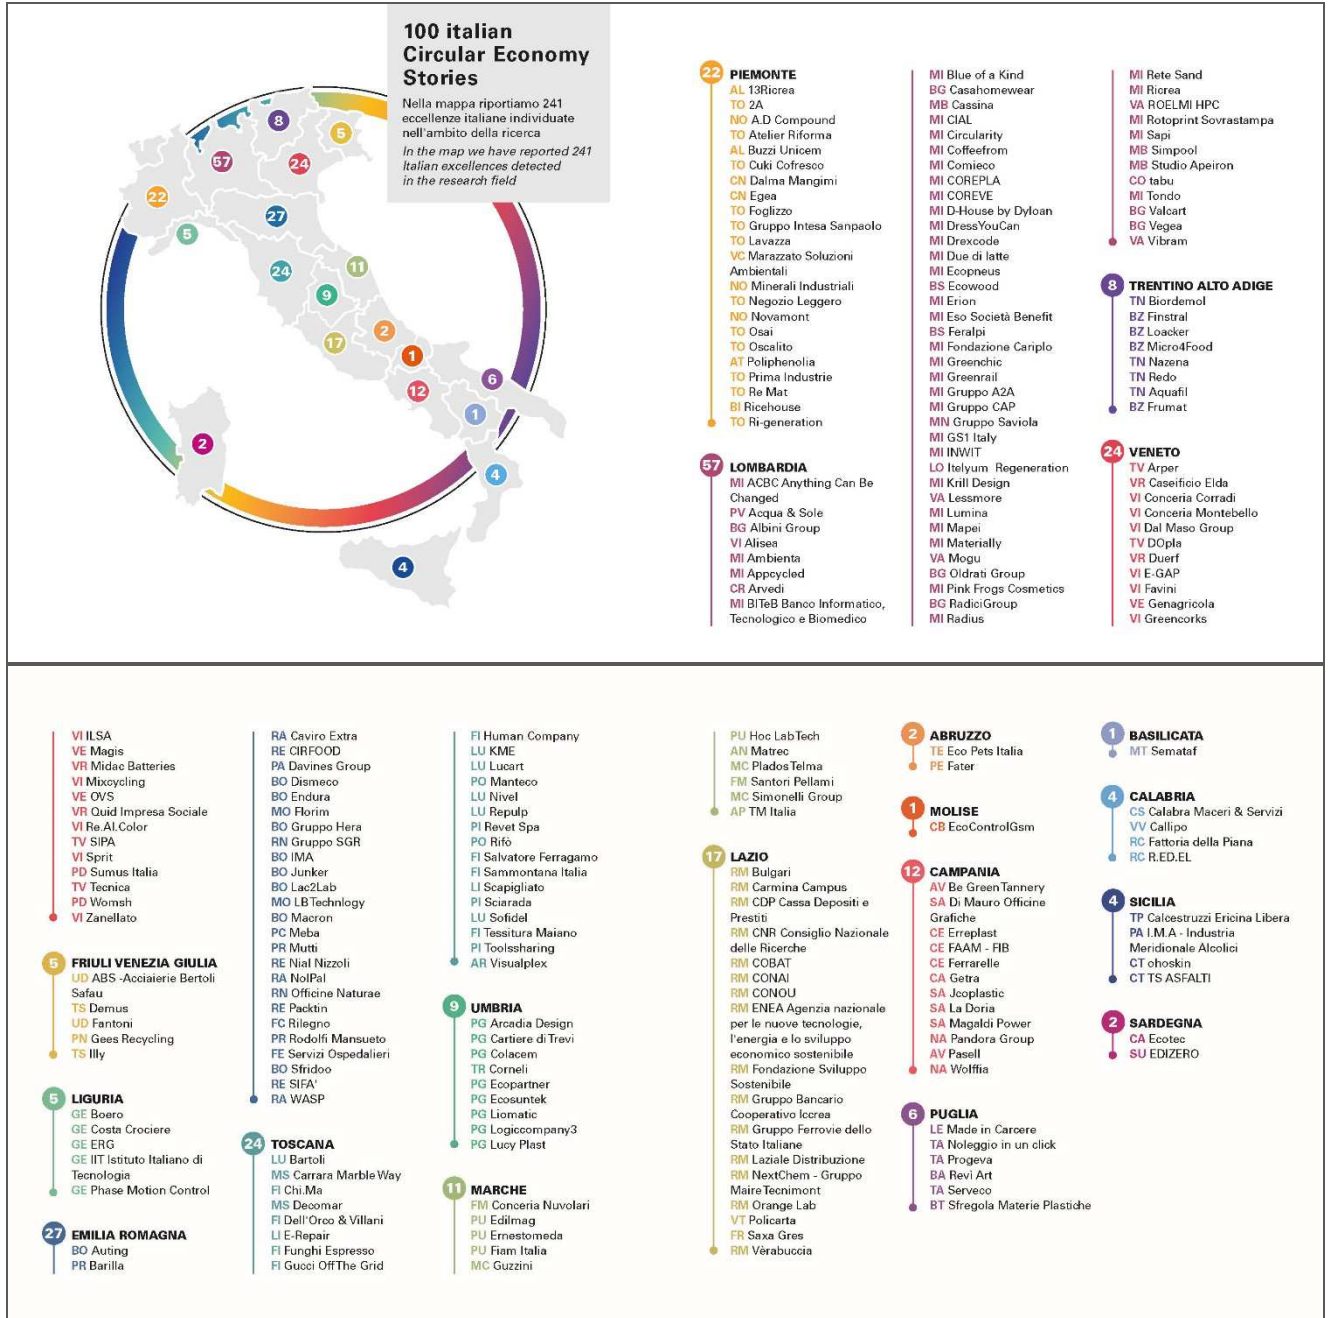 100 italian
Circular Economy
Stories
Nella mappa riportiamo 241
eccellenze italiane individuate
nell'ambito della ricerca
In the map we have reported 241
Italian excellences detected
in the research field
8
5
57
24
22
27
5
24
11
9
2
17
1
12
6
1
2
4
4
22 PIEMONTE
AL 13Ricrea
TO 2A
NO A.D Compound
TO Atelier Riforma
AL Buzzi Unicem
TO Cuki Cofresco
CN Dalma Mangimi
CN Egea
TO Foglizzo
TO Gruppo Intesa Sanpaolo
TO Lavazza
VC Marazzato Soluzioni
Ambientali
NO Minerali Industriali
TO Negozio Leggero
NO Novamont
TO Osai
TO Oscalito
AT Poliphenolia
TO Prima Industrie
TO Re Mat
BI Ricehouse
TO Ri-generation
57 LOMBARDIA
MI ACBC Anything Can Be
Changed
PV Acqua & Sole
BG Albini Group
VI Alisea
MI Ambienta
MI Appcycled
CR Arvedi
MI BITeB Banco Informatico,
Tecnologico e Biomedico
MI Blue of a Kind
BG Casahomewear
MB Cassina
MI CIAL
MI Circularity
MI Coffeefrom
MI Comieco
MI COREPLA
MI COREVE
MI D-House by Dyloan
MI DressYouCan
MI Drexcode
MI Due di latte
MI Ecopneus
BS Ecowood
MI Erion
MI Eso Società Benefit
BS Feralpi
MI Fondazione Cariplo
MI Greenchic
MI Greenrail
MI Gruppo A2A
MI Gruppo CAP
MN Gruppo Saviola
MI GS1 Italy
MI INWIT
LO Itelyum Regeneration
MI Krill Design
VA Lessmore
MI Lumina
MI Mapei
MI Materially
VA Mogu
BG Oldrati Group
MI Pink Frogs Cosmetics
BG RadiciGroup
MI Radius
MI Rete Sand
MI Ricrea
VA ROELMI HPC
MI Rotoprint Sovrastampa
MI Sapi
MB Simpool
MB Studio Apeiron
CO tabu
MI Tondo
BG Valcart
BG Vegea
VA Vibram
8 TRENTINO ALTO ADIGE
TN Biordemol
BZ Finstral
BZ Loacker
BZ Micro4Food
TN Nazena
TN Redo
TN Aquafil
BZ Frumat
24 VENETO
TV Arper
VR Caseificio Elda
VI Conceria Corradi
VI Conceria Montebello
VI Dal Maso Group
TV DOpla
VR Duerf
VI E-GAP
VI Favini
VE Genagricola
VI Greencorks
VI ILSA
VE Magis
VR Midac Batteries
VI Mixcycling
VE OVS
VR Quid Impresa Sociale
VI Re.Al.Color
TV SIPA
VI Sprit
PD Sumus Italia
TV Tecnica
PD Womsh
VI Zanellato
5 FRIULI VENEZIA GIULIA
UD ABS -Acciaierie Bertoli
Safau
TS Demus
UD Fantoni
PN Gees Recycling
TS Illy
5 LIGURIA
GE Boero
GE Costa Crociere
GE ERG
GE IIT Istituto Italiano di
Tecnologia
GE Phase Motion Control
27 EMILIA ROMAGNA
BO Auting
PR Barilla
RA Caviro Extra
RE CIRFOOD
PA Davines Group
BO Dismeco
BO Endura
MO Florim
BO Gruppo Hera
RN Gruppo SGR
BO IMA
BO Junker
BO Lac2Lab
MO LBTechnlogy
BO Macron
PC Meba
PR Mutti
RE Nial Nizzoli
RA NolPal
RN Officine Naturae
RE Packtin
FC Rilegno
PR Rodolfi Mansueto
FE Servizi Ospedalieri
BO Sfridoo
RE SIFA'
RA WASP
24 TOSCANA
LU Bartoli
MS Carrara Marble Way
FI Chi.Ma
MS Decomar
FI Dell'Orco & Villani
LI E-Repair
FI Funghi Espresso
FI Gucci Off The Grid
FI Human Company
LU KME
LU Lucart
PO Manteco
LU Nivel
LU Repulp
PI Revet Spa
PO Rifò
FI Salvatore Ferragamo
FI Sammontana Italia
LI Scapigliato
PI Sciarada
LU Sofidel
FI Tessitura Maiano
PI Toolssharing
AR Visualplex
9 UMBRIA
PG Arcadia Design
PG Cartiere di Trevi
PG Colacem
TR Corneli
PG Ecopartner
PG Ecosuntek
PG Liomatic
PG Logiccompany3
PG Lucy Plast
11 MARCHE
FM Conceria Nuvolari
PU Edilmag
PU Ernestomeda
PU Fiam Italia
MC Guzzini
PU Hoc LabTech
AN Matrec
MC Plados Telma
FM Santori Pellami
MC Simonelli Group
AP TM Italia
17 LAZIO
RM Bulgari
RM Carmina Campus
RM CDP Cassa Depositi e
Prestiti
RM CNR Consiglio Nazionale
delle Ricerche
RM COBAT
RM CONAI
RM CONOU
RM ENEA Agenzia nazionale
per le nuove tecnologie,
l'energia e lo sviluppo
economico sostenibile
RM Fondazione Sviluppo
Sostenibile
RM Gruppo Bancario
Cooperativo Iccrea
RM Gruppo Ferrovie dello
Stato Italiane
RM Laziale Distribuzione
RM NextChem - Gruppo
Maire Tecnimont
RM Orange Lab
VT Policarta
FR Saxa Gres
RM Vèrabuccia
2 ABRUZZO
TE Eco Pets Italia
PE Fater
1 MOLISE
CB EcoControlGsm
12 CAMPANIA
AV Be Green Tannery
SA Di Mauro Officine
Grafiche
CE Erreplast
CE FAAM - FIB
CE Ferrarelle
CA Getra
SA Jcoplastic
SA La Doria
SA Magaldi Power
NA Pandora Group
AV Pasell
NA Wolffia
6 PUGLIA
LE Made in Carcere
TA Noleggio in un click
TA Progeva
BA Revi Art
TA Serveco
BT Sfregola Materie Plastiche
1 BASILICATA
MT Semataf
4 CALABRIA
CS Calabra Maceri & Servizi
VV Callipo
RC Fattoria della Piana
RC R.ED.EL
4 SICILIA
TP Calcestruzzi Ericina Libera
PA I.M.A - Industria
Meridionale Alcolici
CT ohoskin
CT TS ASFALTI
2 SARDEGNA
CA Ecotec
SU EDIZERO